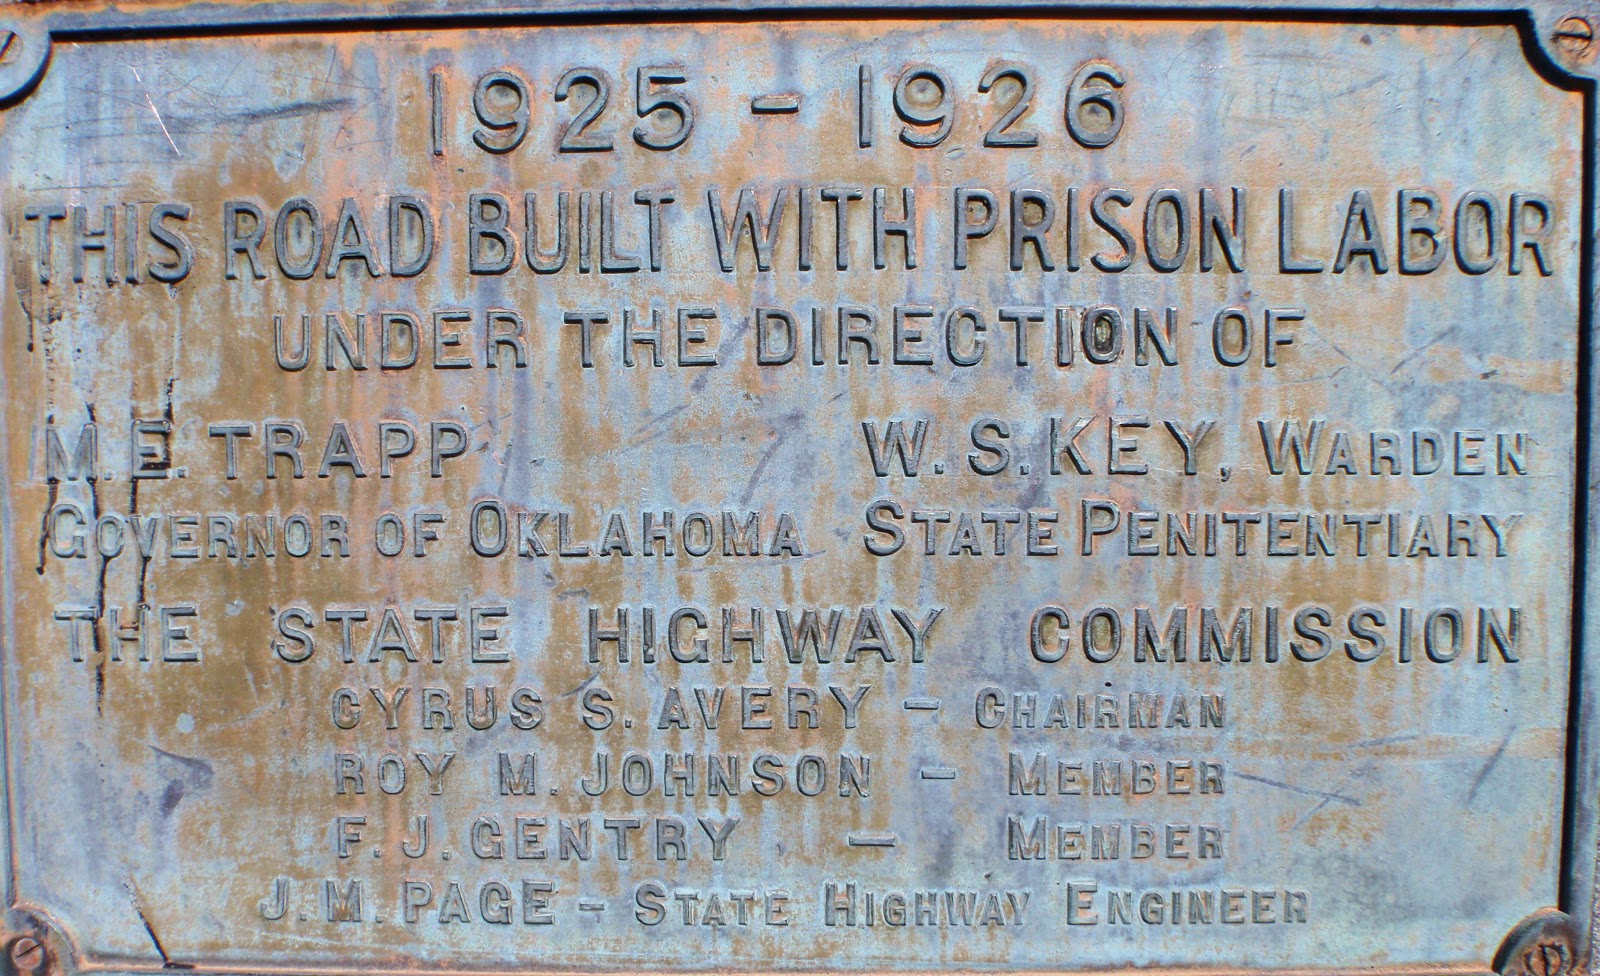 1925 - 1926
THIS ROAD BUILT WITH PRISON LABOR
UNDER THE DIRECTION OF
M.E. TRAPP W. S. KEY, WARDEN
GOVERNOR OF OKLAHOMA STATE PENITENTIARY
THE STATE HIGHWAY COMMISSION
CYRUS S. AVERY - CHAIRMAN
ROY M. JOHNSON - MEMBER
F. J. GENTRY - MEMBER
J. M. PAGE - STATE HIGHWAY ENGINEER